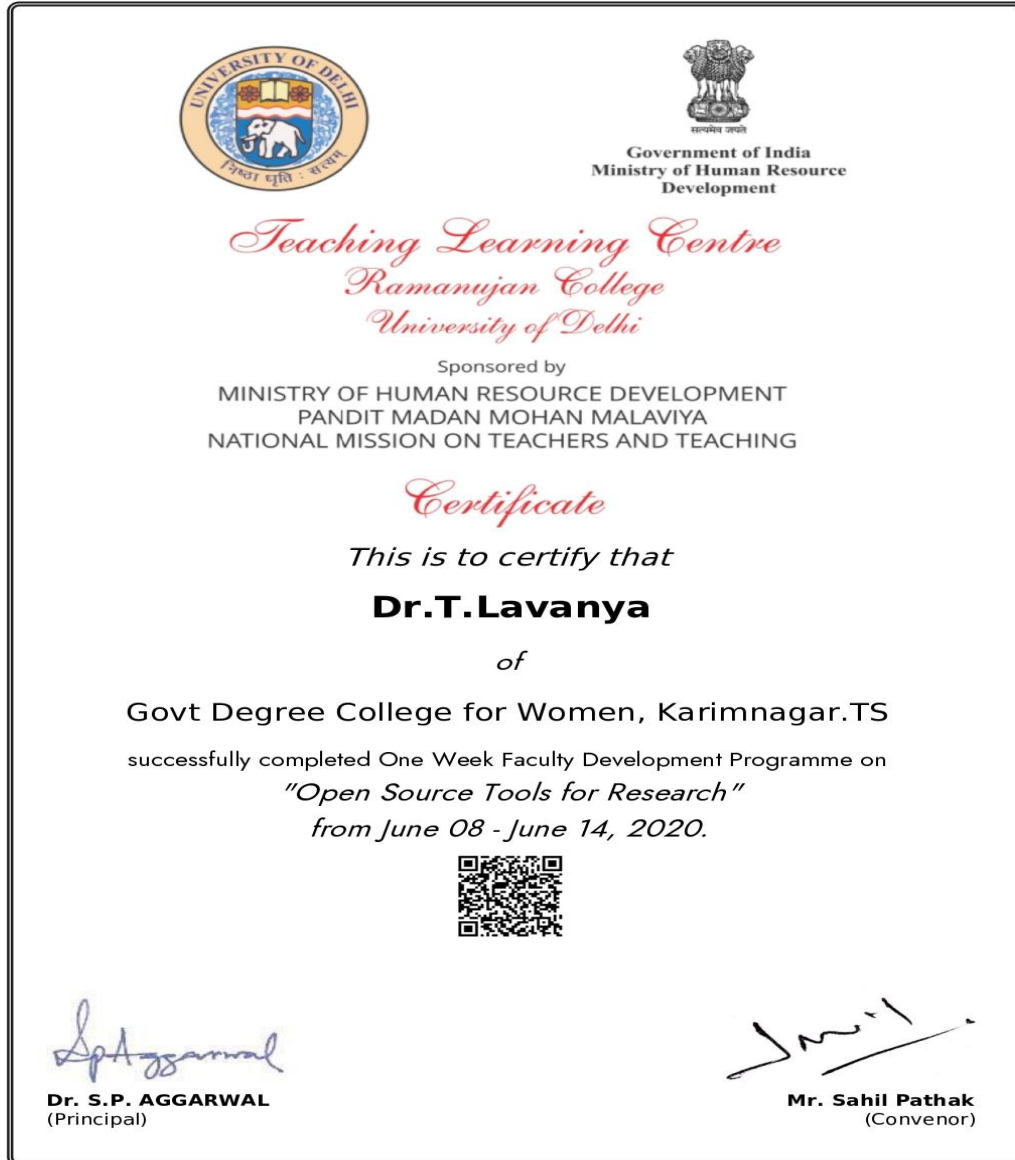 UNIVERSITY OF DELHI
निष्ठा धृति : सत्यम्
सत्यमेव जयते
Government of India
Ministry of Human Resource
Development
Teaching Learning Centre
Ramanujan College
University of Delhi
Sponsored by
MINISTRY OF HUMAN RESOURCE DEVELOPMENT
PANDIT MADAN MOHAN MALAVIYA
NATIONAL MISSION ON TEACHERS AND TEACHING
Certificate
This is to certify that
Dr.T.Lavanya
of
Govt Degree College for Women, Karimnagar.TS
successfully completed One Week Faculty Development Programme on
"Open Source Tools for Research"
from June 08 - June 14, 2020.
SpAggarwal
Dr. S.P. AGGARWAL
(Principal)
Mr. Sahil Pathak
(Convenor)